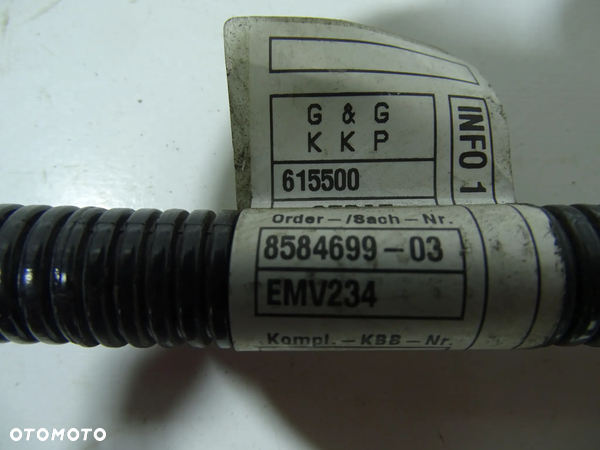 G & G
K K P
INFO 1
615500
Order-/Sach-Nr.
8584699-03
EMV234
Kompl.-KBB-Nr.
OTOMOTO